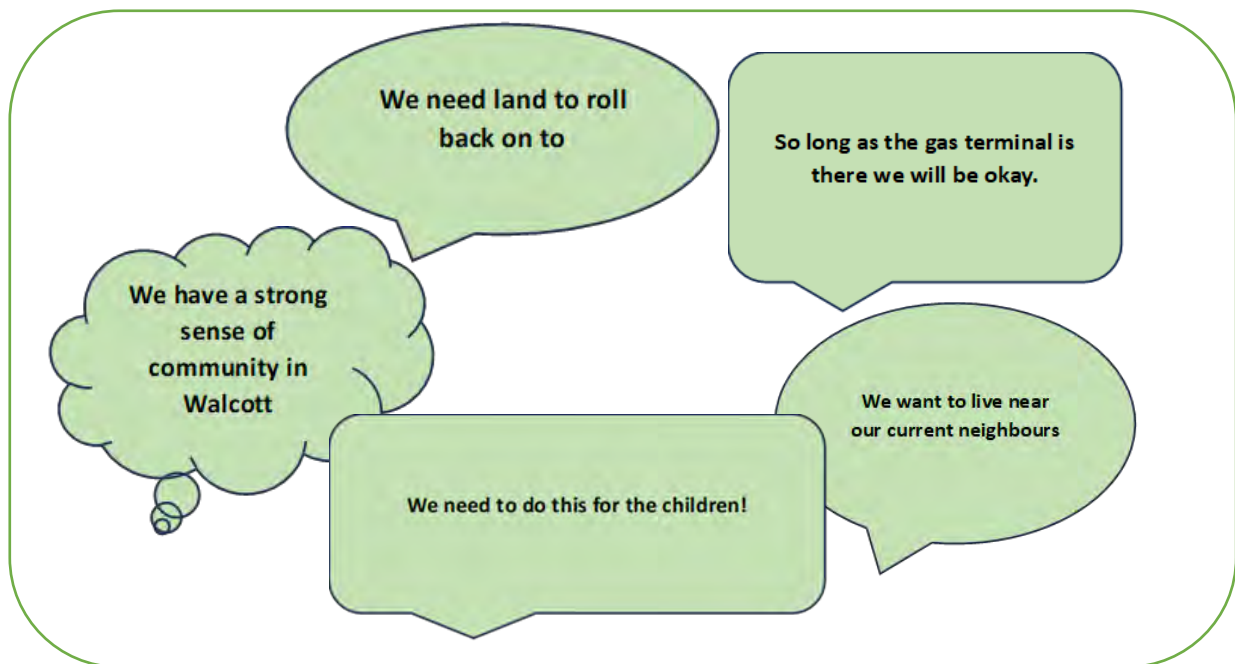 We need land to roll
back on to
So long as the gas terminal is
there we will be okay.
We have a strong
sense of
community in
Walcott
We want to live near
our current neighbours
We need to do this for the children!